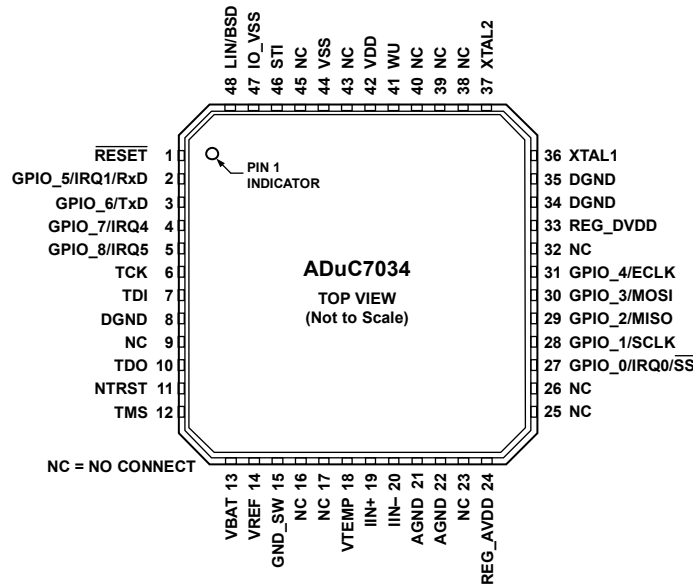 48 LIN/BSD
47 IO_VSS
46 STI
45 NC
44 VSS
43 NC
42 VDD
41 WU
40 NC
39 NC
38 NC
37 XTAL2
RESET 1
GPIO_5/IRQ1/RxD 2
GPIO_6/TxD 3
GPIO_7/IRQ4 4
GPIO_8/IRQ5 5
TCK 6
TDI 7
DGND 8
NC 9
TDO 10
NTRST 11
TMS 12
PIN 1
INDICATOR
ADuC7034
TOP VIEW
(Not to Scale)
36 XTAL1
35 DGND
34 DGND
33 REG_DVDD
32 NC
31 GPIO_4/ECLK
30 GPIO_3/MOSI
29 GPIO_2/MISO
28 GPIO_1/SCLK
27 GPIO_0/IRQ0/SS
26 NC
25 NC
NC = NO CONNECT
VBAT 13
VREF 14
GND_SW 15
NC 16
NC 17
VTEMP 18
IIN+ 19
IIN– 20
AGND 21
AGND 22
NC 23
REG_AVDD 24